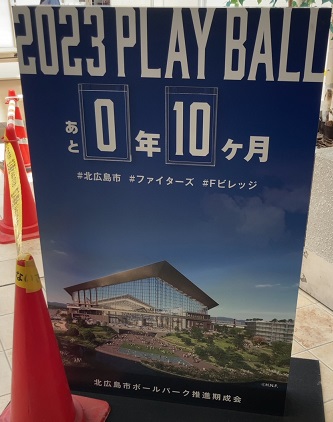 2023 PLAY BALL
あと 0 年 10 ヶ月
#北広島市 #ファイターズ #Fビレッジ
©H.N.F.
北広島市ボールパーク推進期成会